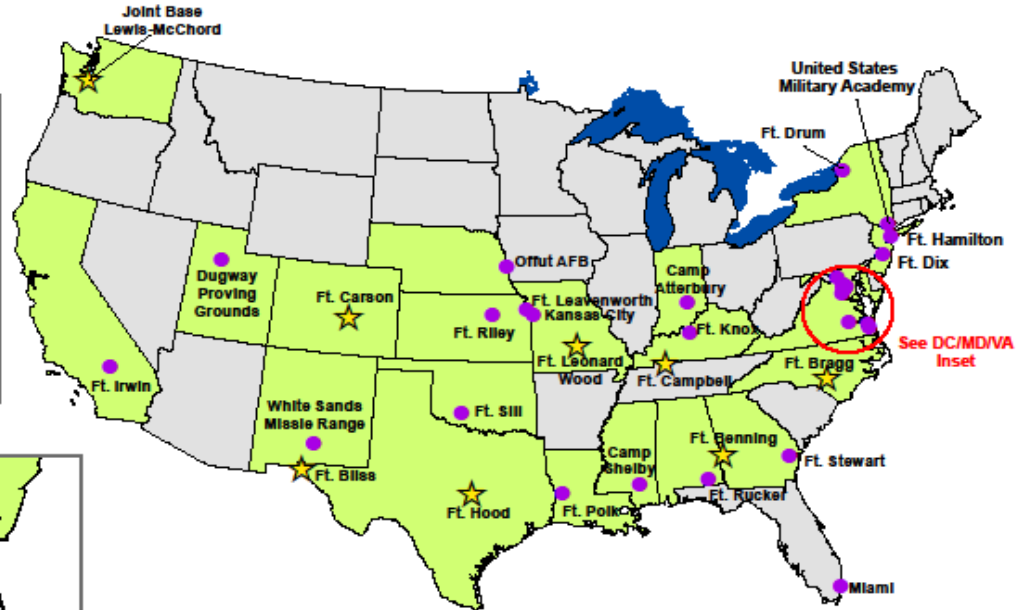 Joint Base
Lewis-McChord
United States
Military Academy
Ft. Drum
Ft. Hamilton
Ft. Dix
Offut AFB
Dugway
Proving
Grounds
Camp
Atterbury
Ft. Carson
Ft. Leavenworth
Kansas City
Ft. Riley
Ft. Knox
See DC/MD/VA
Inset
Ft. Leonard
Wood
Ft. Bragg
Ft. Irwin
Ft. Campbell
White Sands
Missle Range
Ft. Sill
Ft. Benning
Camp
Shelby
Ft. Stewart
Ft. Bliss
Ft. Rucker
Ft. Hood
Ft. Polk
Miami